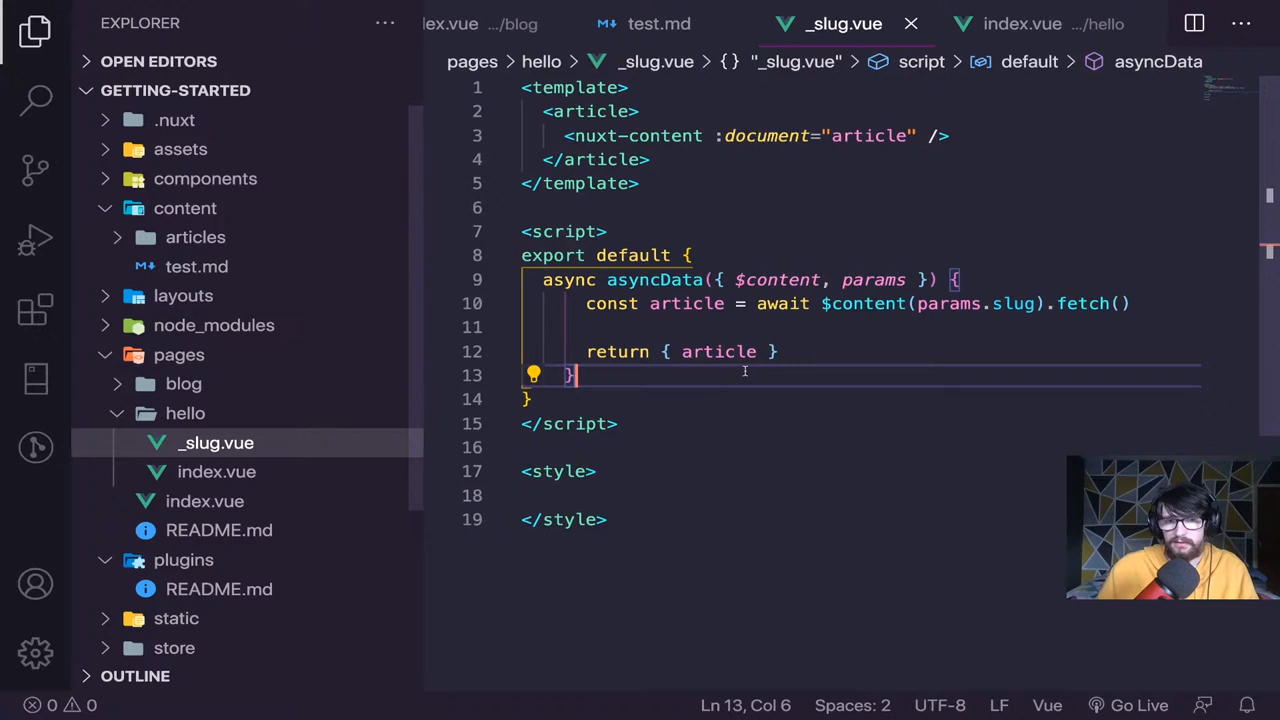 EXPLORER
OPEN EDITORS
GETTING-STARTED
.nuxt
assets
components
content
articles
test.md
layouts
node_modules
pages
blog
hello
_slug.vue
index.vue
index.vue
README.md
plugins
README.md
static
store
OUTLINE
dex.vue .../blog
test.md
_slug.vue
index.vue .../hello
pages > hello > _slug.vue > {} "_slug.vue" > script > default > asyncData
1 <template>
2 <article>
3 <nuxt-content :document="article" />
4 </article>
5 </template>
6
7 <script>
8 export default {
9 async asyncData({ $content, params }) {
10 const article = await $content(params.slug).fetch()
11
12 return { article }
13 }
14 }
15 </script>
16
17 <style>
18
19 </style>
0 0 Ln 13, Col 6 Spaces: 2 UTF-8 LF Vue Go Live